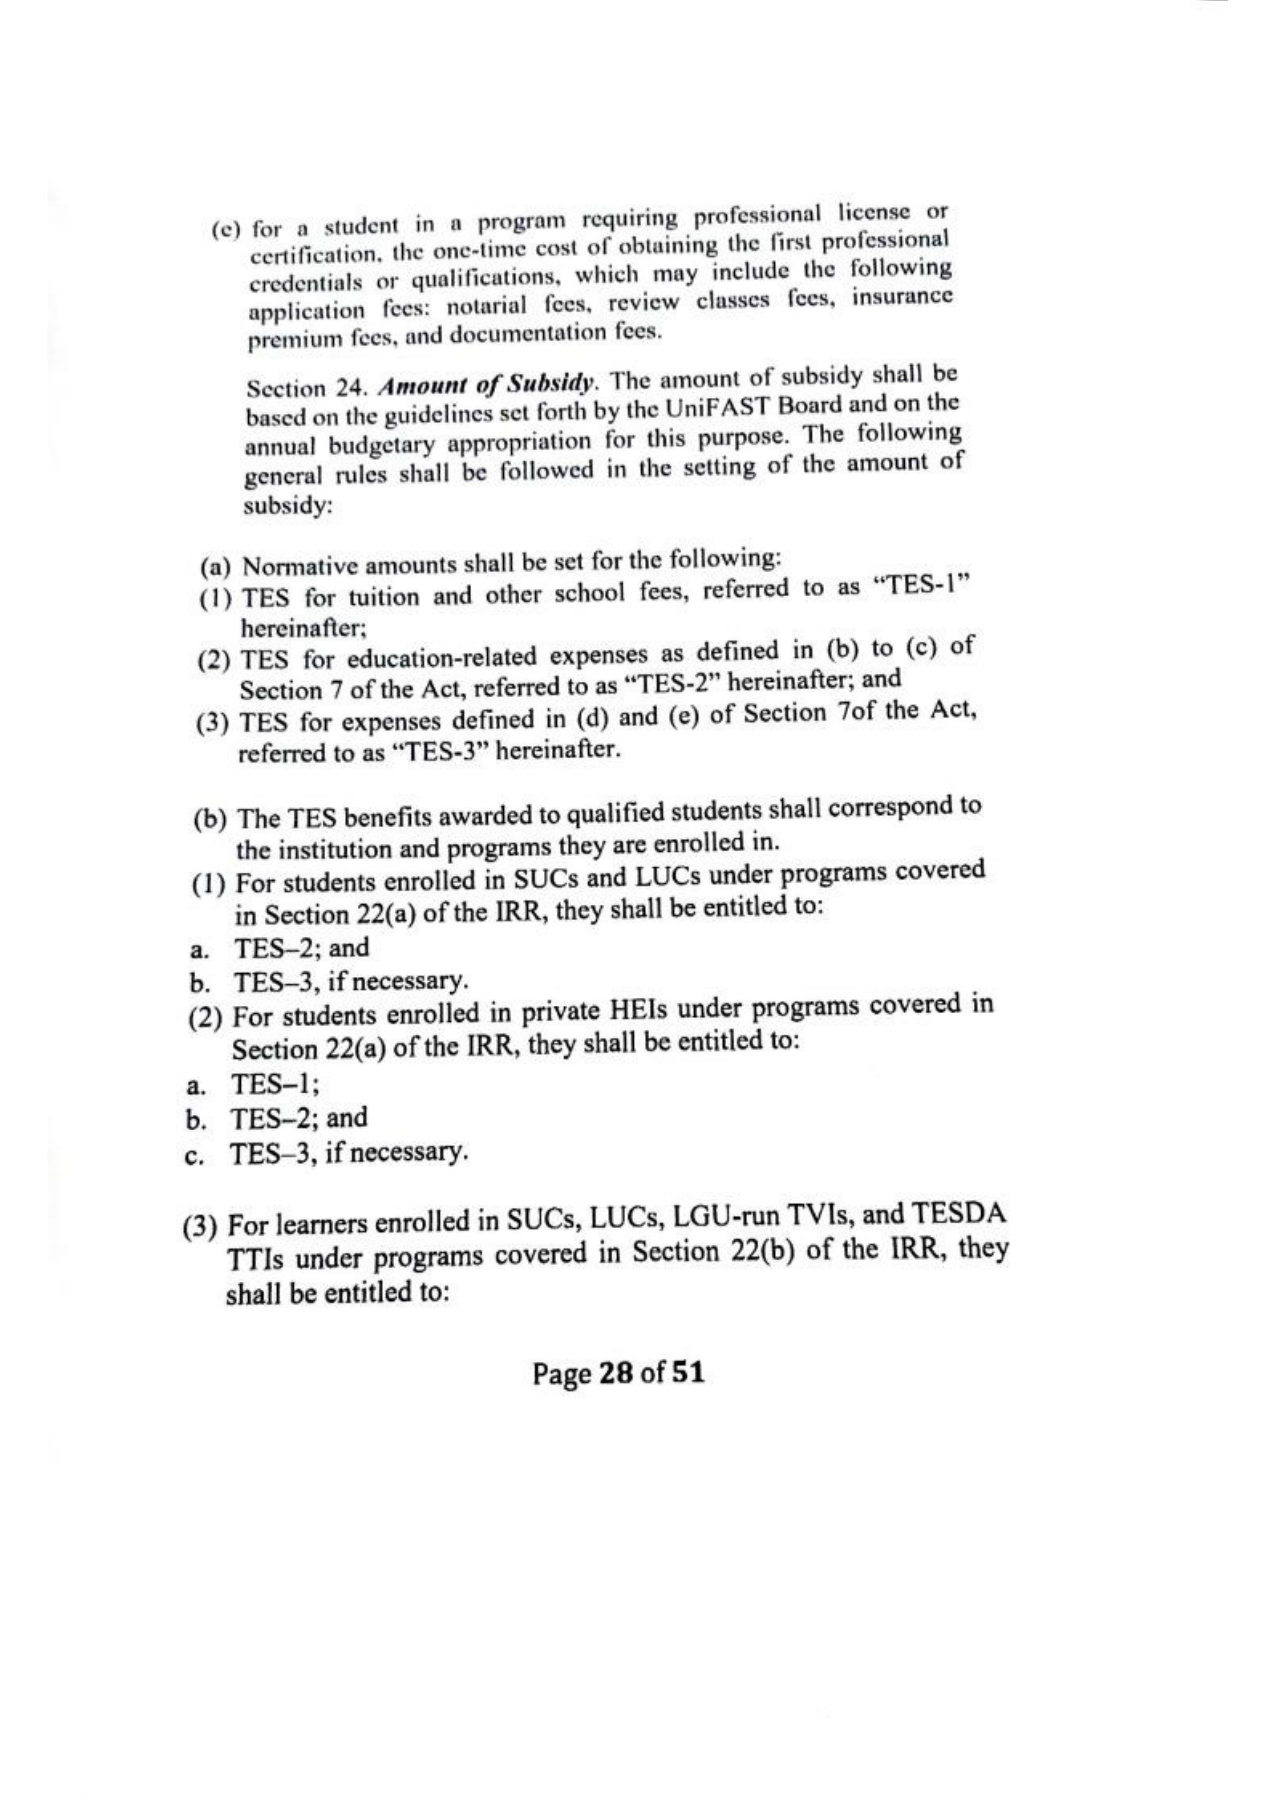 (e) for a student in a program requiring professional license or
certification, the one-time cost of obtaining the first professional
credentials or qualifications, which may include the following
application fees: notarial fees, review classes fees, insurance
premium fees, and documentation fees.
Section 24. Amount of Subsidy. The amount of subsidy shall be
based on the guidelines set forth by the UniFAST Board and on the
annual budgetary appropriation for this purpose. The following
general rules shall be followed in the setting of the amount of
subsidy:
(a) Normative amounts shall be set for the following:
(1) TES for tuition and other school fees, referred to as “TES-1”
hereinafter;
(2) TES for education-related expenses as defined in (b) to (c) of
Section 7 of the Act, referred to as “TES-2” hereinafter; and
(3) TES for expenses defined in (d) and (e) of Section 7of the Act,
referred to as “TES-3” hereinafter.
(b) The TES benefits awarded to qualified students shall correspond to
the institution and programs they are enrolled in.
(1) For students enrolled in SUCs and LUCs under programs covered
in Section 22(a) of the IRR, they shall be entitled to:
a. TES–2; and
b. TES–3, if necessary.
(2) For students enrolled in private HEIs under programs covered in
Section 22(a) of the IRR, they shall be entitled to:
a. TES–1;
b. TES–2; and
c. TES–3, if necessary.
(3) For learners enrolled in SUCs, LUCs, LGU-run TVIs, and TESDA
TTIs under programs covered in Section 22(b) of the IRR, they
shall be entitled to:
Page 28 of 51